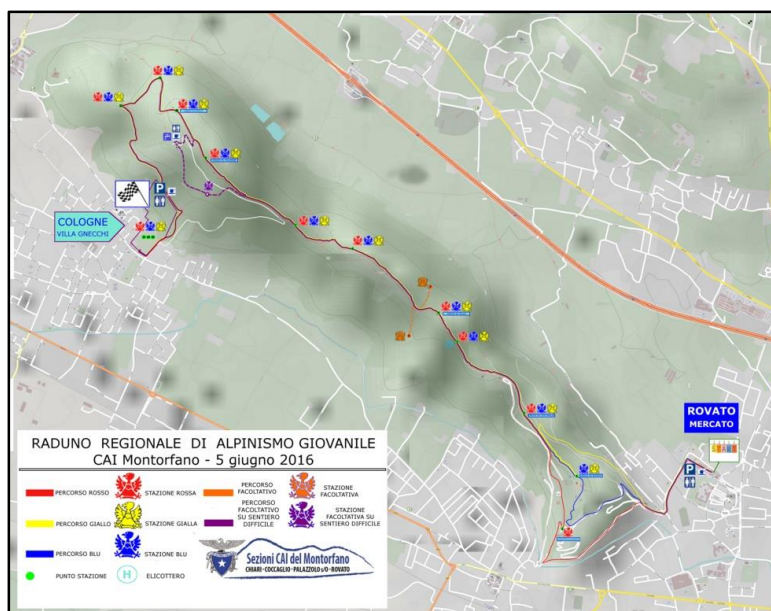 COLOGNE
VILLA GNECCHI
P
P
ROVATO
MERCATO
START
RADUNO REGIONALE DI ALPINISMO GIOVANILE
CAI Montorfano - 5 giugno 2016
PERCORSO ROSSO
STAZIONE ROSSA
PERCORSO FACOLTATIVO
STAZIONE FACOLTATIVA
PERCORSO GIALLO
STAZIONE GIALLA
PERCORSO FACOLTATIVO SU SENTIERO DIFFICILE
STAZIONE FACOLTATIVA SU SENTIERO DIFFICILE
PERCORSO BLU
STAZIONE BLU
Sezioni CAI del Montorfano
CHIARI-COCCAGLIO-PALAZZOLO s/O-ROVATO
PUNTO STAZIONE
H
ELICOTTERO